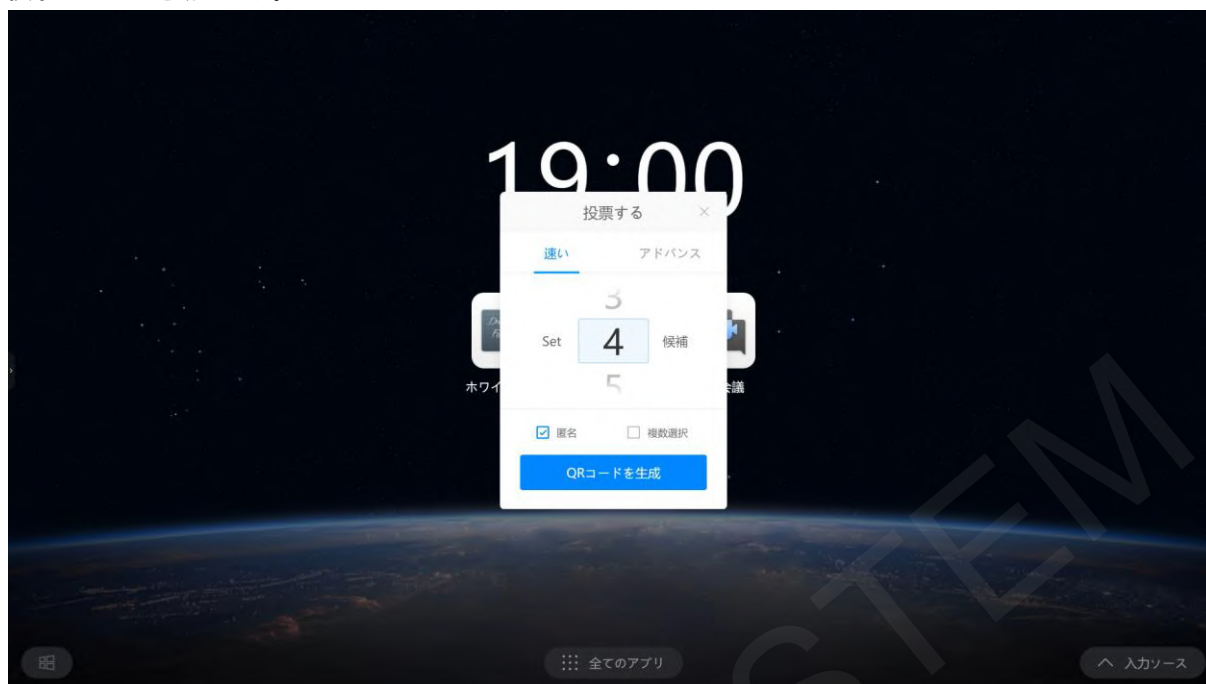 19:00
投票する
速い アドバンス
3
Set 4 候補
5
ホワイ
会議
匿名 複数選択
QRコードを生成
全てのアプリ
入力ソース
STEM